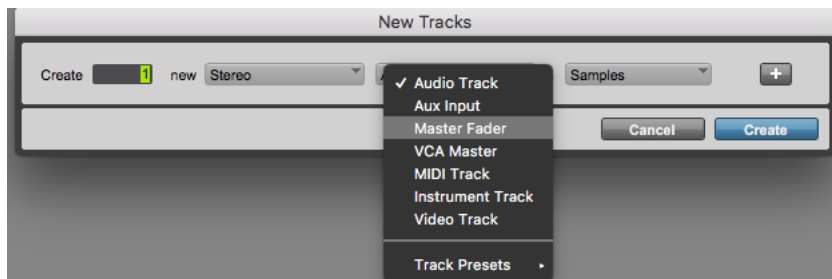 New Tracks
Create 1 new Stereo Samples +
✓ Audio Track
Aux Input
Master Fader
VCA Master
MIDI Track
Instrument Track
Video Track
Track Presets
Cancel Create